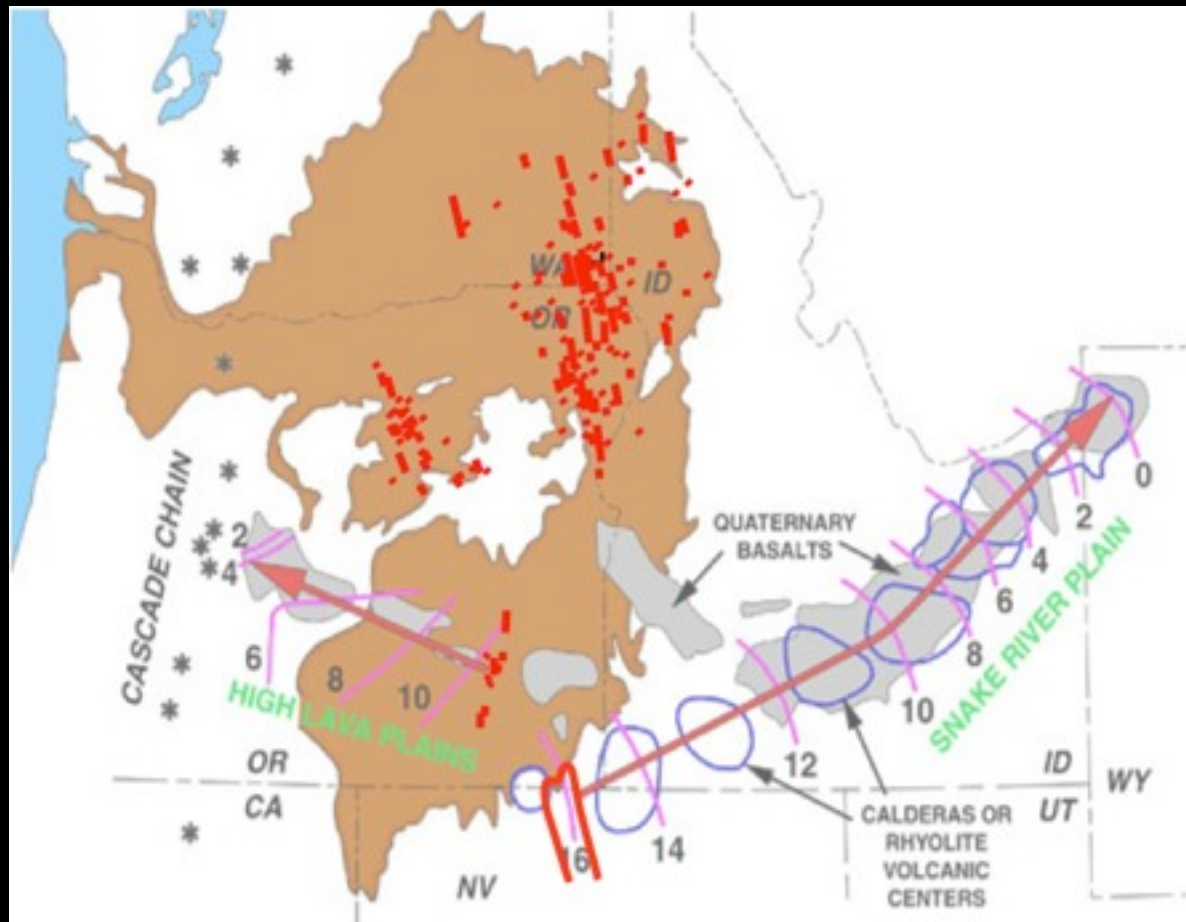 WA
ID
OR
0
2
QUATERNARY
BASALTS
4
6
8
10
12
14
16
SNAKE RIVER PLAIN
CASCADE CHAIN
2
4
6
8
10
HIGH LAVA PLAINS
OR
CA
NV
ID
UT
WY
CALDERAS OR
RHYOLITE
VOLCANIC
CENTERS